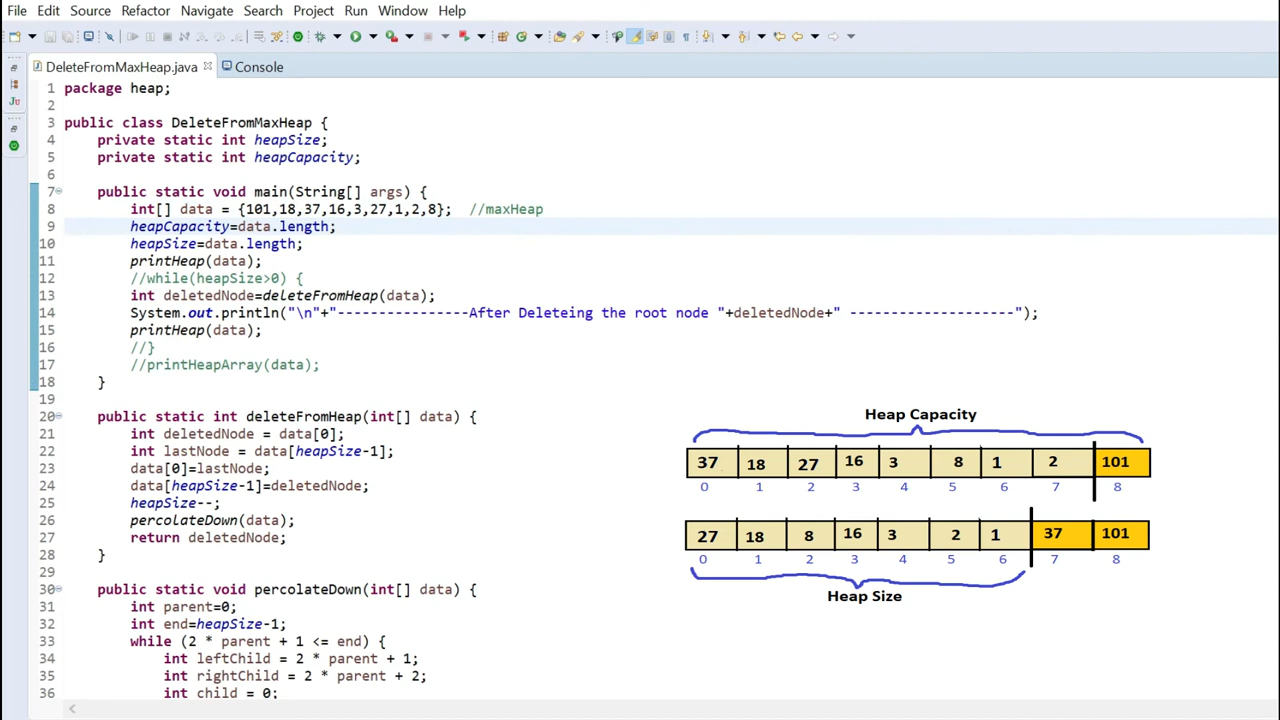 File Edit Source Refactor Navigate Search Project Run Window Help
DeleteFromMaxHeap.java Console
1 package heap;
2
3 public class DeleteFromMaxHeap {
4 private static int heapSize;
5 private static int heapCapacity;
6
7 public static void main(String[] args) {
8 int[] data = {101,18,37,16,3,27,1,2,8}; //maxHeap
9 heapCapacity=data.length;
10 heapSize=data.length;
11 printHeap(data);
12 //while(heapSize>0) {
13 int deletedNode=deleteFromHeap(data);
14 System.out.println("\n"+"----------------After Deleteing the root node "+deletedNode+" --------------------");
15 printHeap(data);
16 //}
17 //printHeapArray(data);
18 }
19
20 public static int deleteFromHeap(int[] data) {
21 int deletedNode = data[0];
22 int lastNode = data[heapSize-1];
23 data[0]=lastNode;
24 data[heapSize-1]=deletedNode;
25 heapSize--;
26 percolateDown(data);
27 return deletedNode;
28 }
29
30 public static void percolateDown(int[] data) {
31 int parent=0;
32 int end=heapSize-1;
33 while (2 * parent + 1 <= end) {
34 int leftChild = 2 * parent + 1;
35 int rightChild = 2 * parent + 2;
36 int child = 0;
Heap Capacity
37 18 27 16 3 8 1 2 101
0 1 2 3 4 5 6 7 8
27 18 8 16 3 2 1 37 101
0 1 2 3 4 5 6 7 8
Heap Size